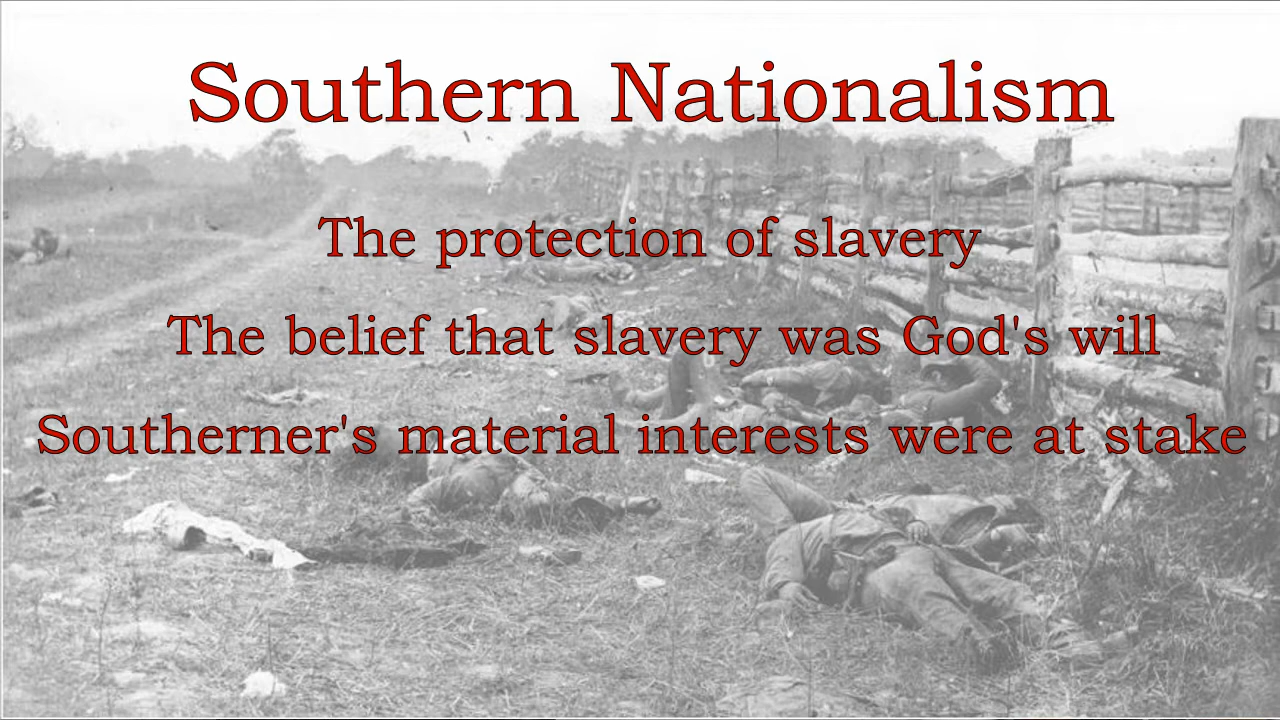 Southern Nationalism
The protection of slavery
The belief that slavery was God's will
Southerner's material interests were at stake